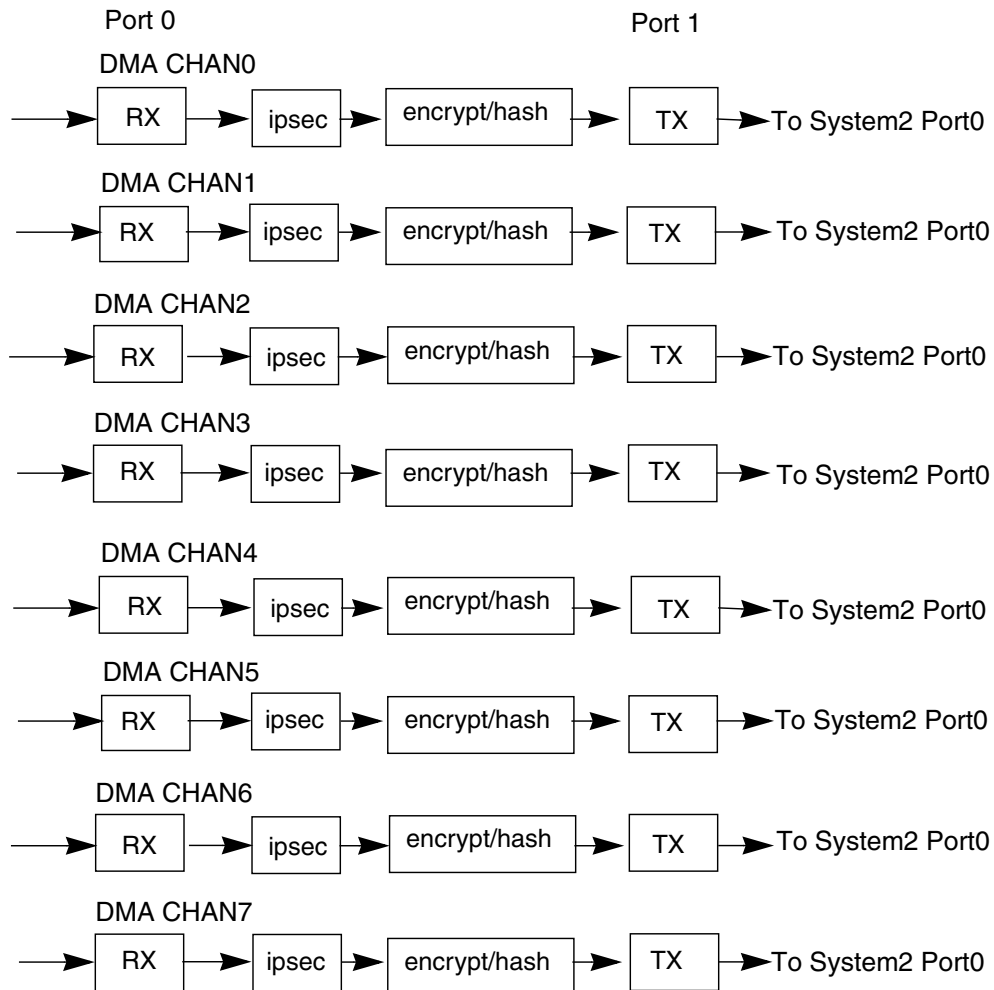 Port 0 Port 1
DMA CHAN0
RX ipsec encrypt/hash TX To System2 Port0
DMA CHAN1
RX ipsec encrypt/hash TX To System2 Port0
DMA CHAN2
RX ipsec encrypt/hash TX To System2 Port0
DMA CHAN3
RX ipsec encrypt/hash TX To System2 Port0
DMA CHAN4
RX ipsec encrypt/hash TX To System2 Port0
DMA CHAN5
RX ipsec encrypt/hash TX To System2 Port0
DMA CHAN6
RX ipsec encrypt/hash TX To System2 Port0
DMA CHAN7
RX ipsec encrypt/hash TX To System2 Port0